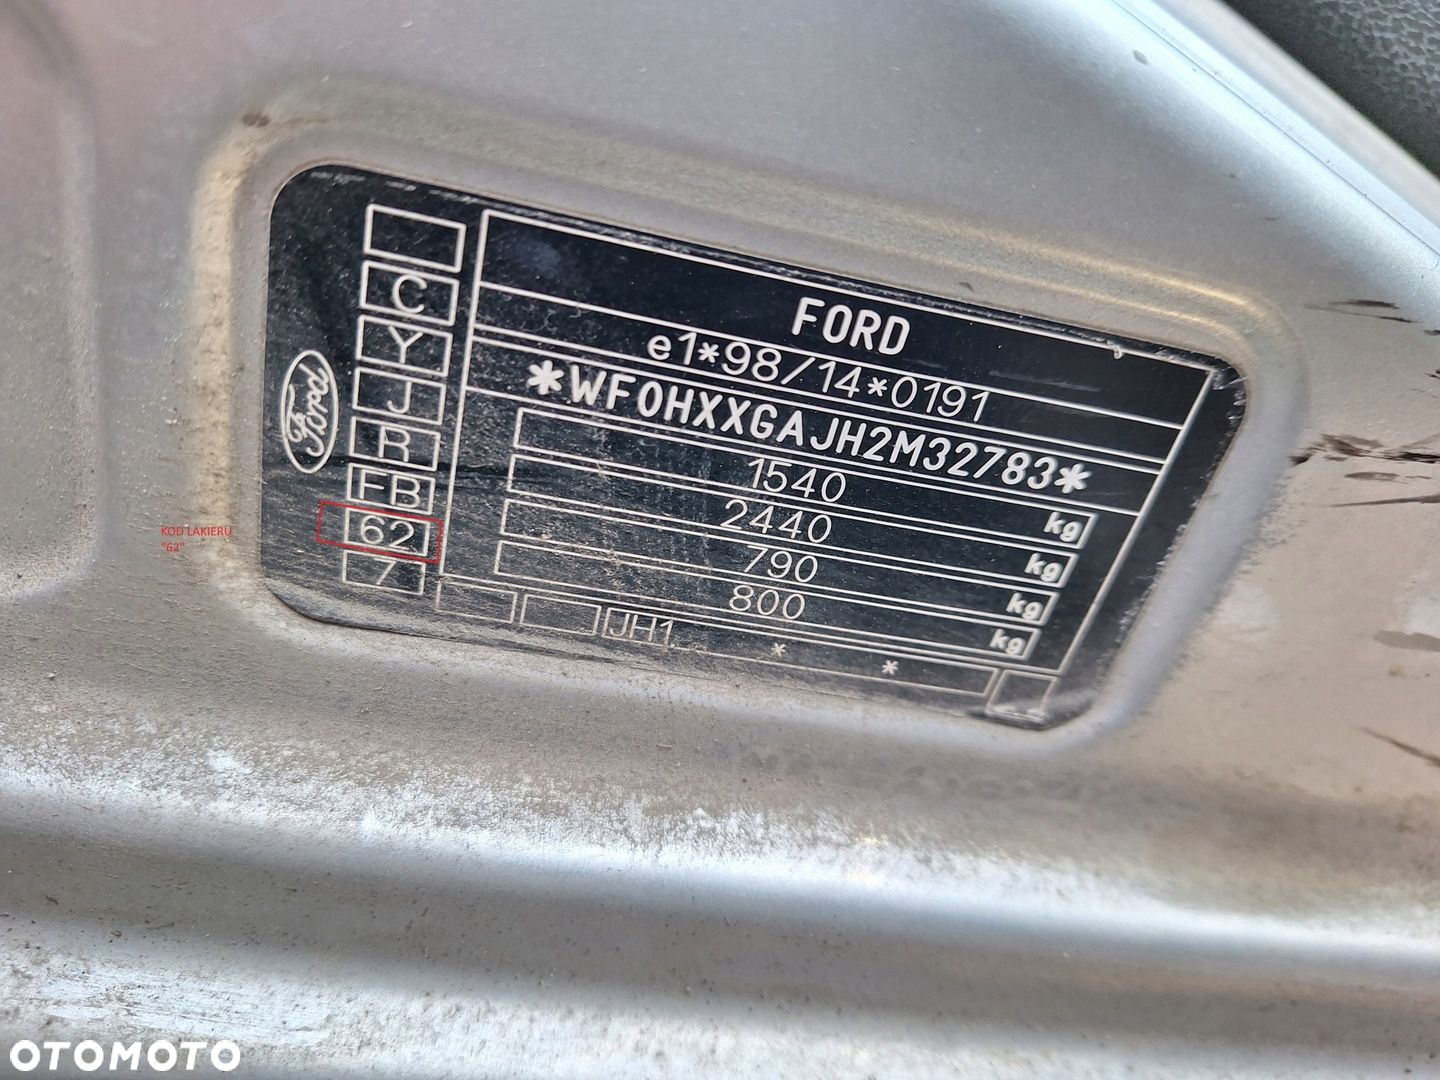 FORD
e1*98/14*0191
*WF0HXXGAJH2M32783*
1540 kg
2440 kg
790 kg
800 kg
JH1 * *
C
Y
J
R
FB
62
7
Ford
KOD LAKIERU
"62"
OTOMOTO